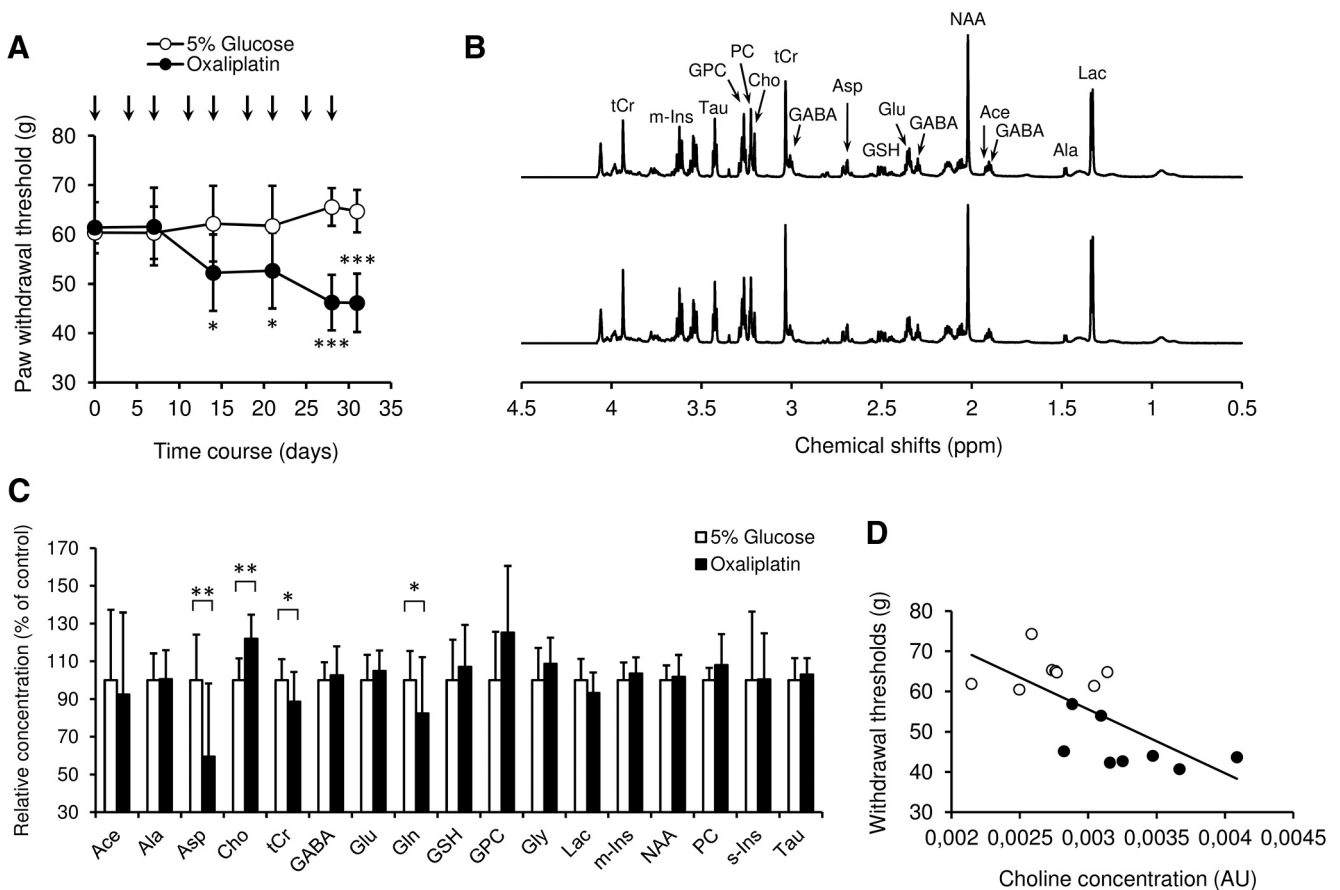 A
5% Glucose
Oxaliplatin
Paw withdrawal threshold (g)
80
70
60
50
40
30
***
*
*
***
0 5 10 15 20 25 30 35
Time course (days)
B
NAA
tCr
PC
GPC
Cho
Lac
tCr
m-Ins
Tau
GABA
Asp
Glu
GABA
GSH
Ace
GABA
Ala
4.5 4 3.5 3 2.5 2 1.5 1 0.5
Chemical shifts (ppm)
C
Relative concentration (% of control)
5% Glucose
Oxaliplatin
170
150
130
110
90
70
50
30
**
**
*
*
Ace Ala Asp Cho tCr GABA Glu Gln GSH GPC Gly Lac m-Ins NAA PC s-Ins Tau
D
Withdrawal thresholds (g)
80
70
60
50
40
30
0,002 0,0025 0,003 0,0035 0,004 0,0045
Choline concentration (AU)